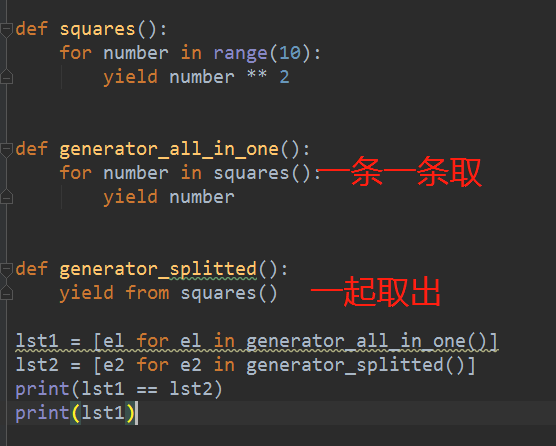 def squares():
    for number in range(10):
        yield number ** 2
def generator_all_in_one():
    for number in squares(): 一条一条取
        yield number
def generator_splitted():
    yield from squares() 一起取出
lst1 = [el for el in generator_all_in_one()]
lst2 = [e2 for e2 in generator_splitted()]
print(lst1 == lst2)
print(lst1)